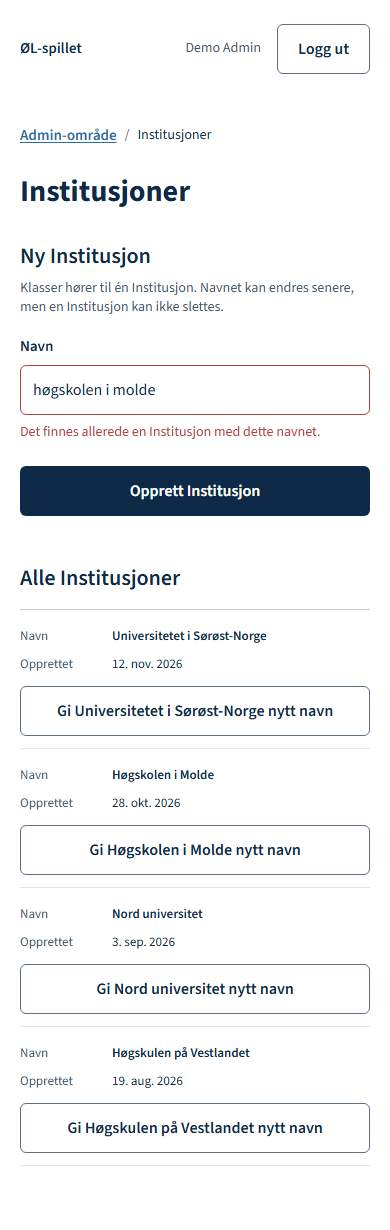 ØL-spillet
Demo Admin
Logg ut
Admin-område / Institusjoner
Institusjoner
Ny Institusjon
Klasser hører til én Institusjon. Navnet kan endres senere,
men en Institusjon kan ikke slettes.
Navn
høgskolen i molde
Det finnes allerede en Institusjon med dette navnet.
Opprett Institusjon
Alle Institusjoner
Navn Universitetet i Sørøst-Norge
Opprettet 12. nov. 2026
Gi Universitetet i Sørøst-Norge nytt navn
Navn Høgskolen i Molde
Opprettet 28. okt. 2026
Gi Høgskolen i Molde nytt navn
Navn Nord universitet
Opprettet 3. sep. 2026
Gi Nord universitet nytt navn
Navn Høgskulen på Vestlandet
Opprettet 19. aug. 2026
Gi Høgskulen på Vestlandet nytt navn